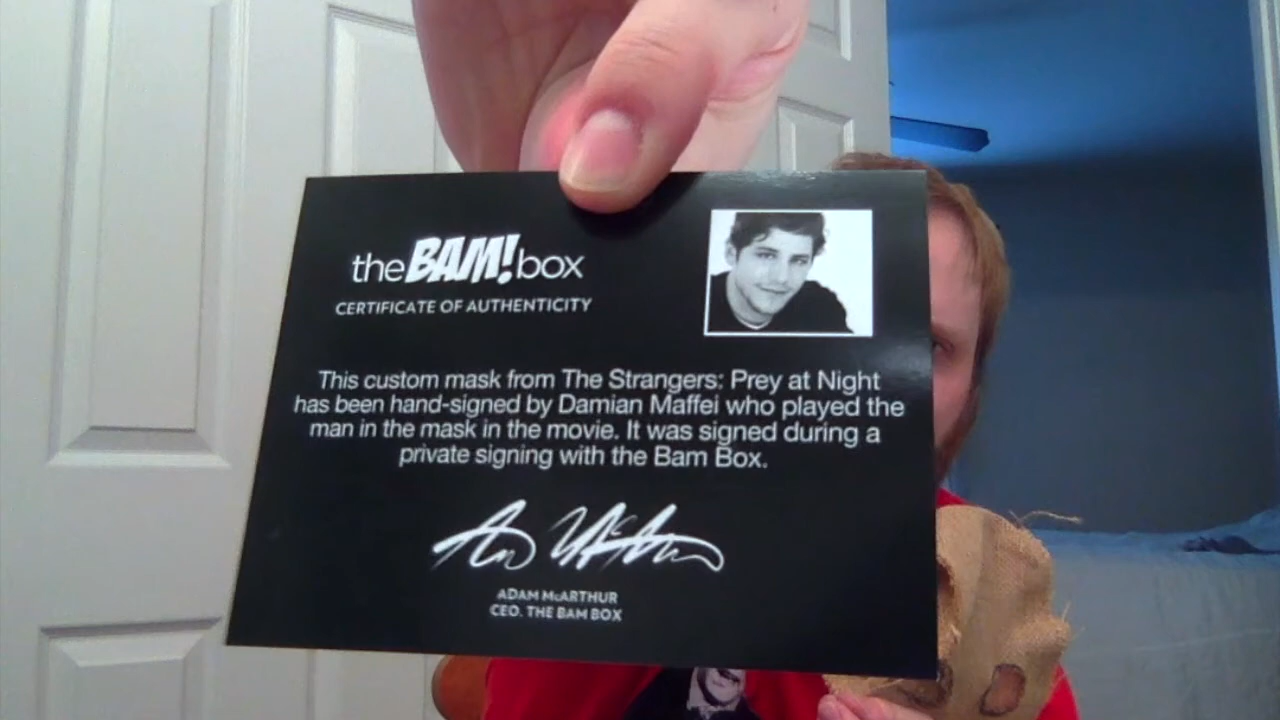 the BAM! box
CERTIFICATE OF AUTHENTICITY
This custom mask from The Strangers: Prey at Night
has been hand-signed by Damian Maffei who played the
man in the mask in the movie. It was signed during a
private signing with the Bam Box.
ADAM McARTHUR
CEO. THE BAM BOX